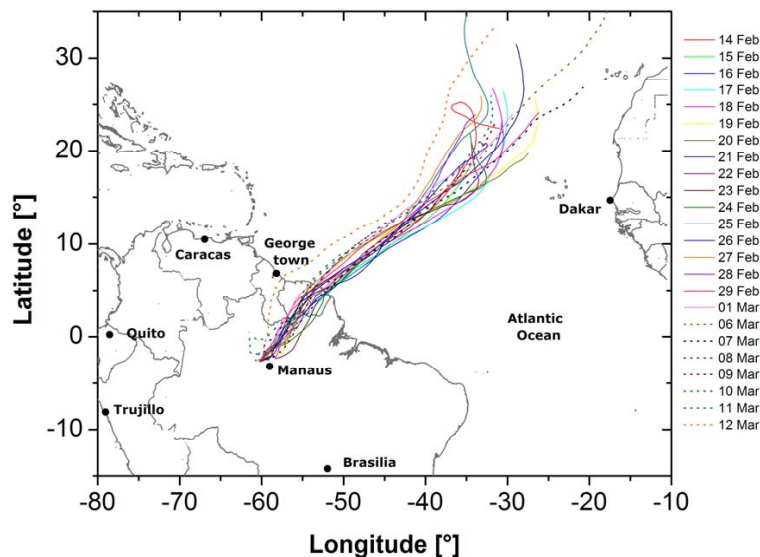 30
20
10
0
-10
Latitude [°]
-80 -70 -60 -50 -40 -30 -20 -10
Longitude [°]
Caracas
George
town
Dakar
Quito
Manaus
Atlantic
Ocean
Trujillo
Brasilia
14 Feb
15 Feb
16 Feb
17 Feb
18 Feb
19 Feb
20 Feb
21 Feb
22 Feb
23 Feb
24 Feb
25 Feb
26 Feb
27 Feb
28 Feb
29 Feb
01 Mar
06 Mar
07 Mar
08 Mar
09 Mar
10 Mar
11 Mar
12 Mar